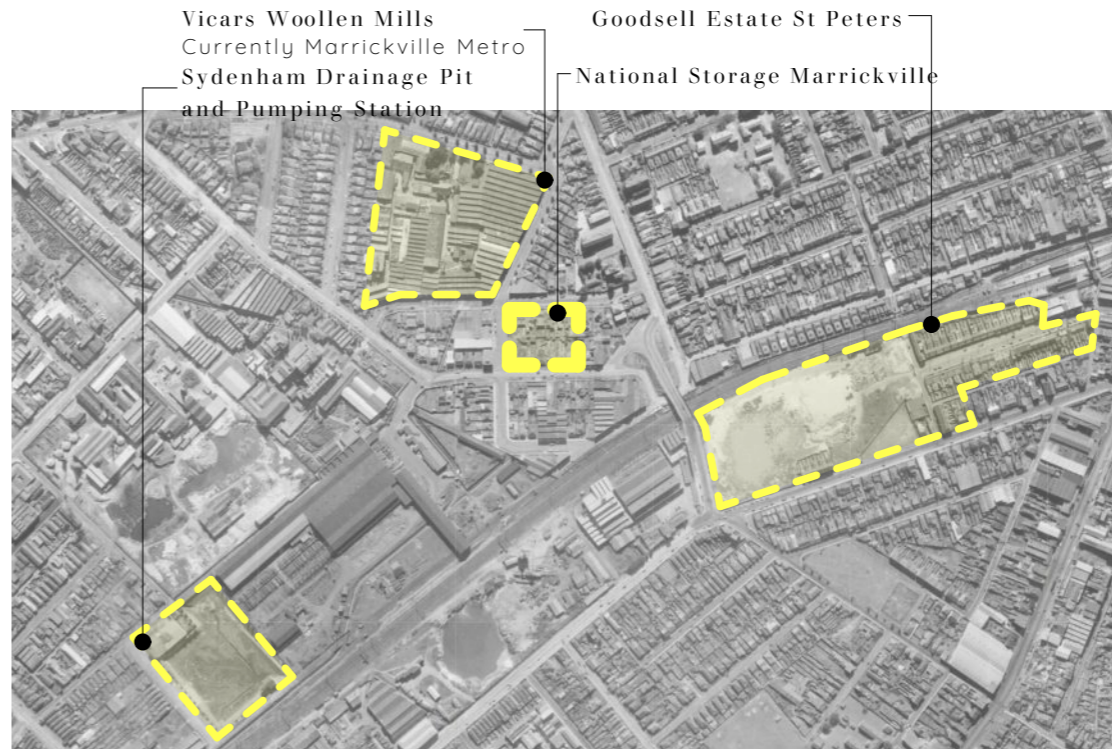 Vicars Woollen Mills
Currently Marrickville Metro
Sydenham Drainage Pit
and Pumping Station
Goodsell Estate St Peters
National Storage Marrickville